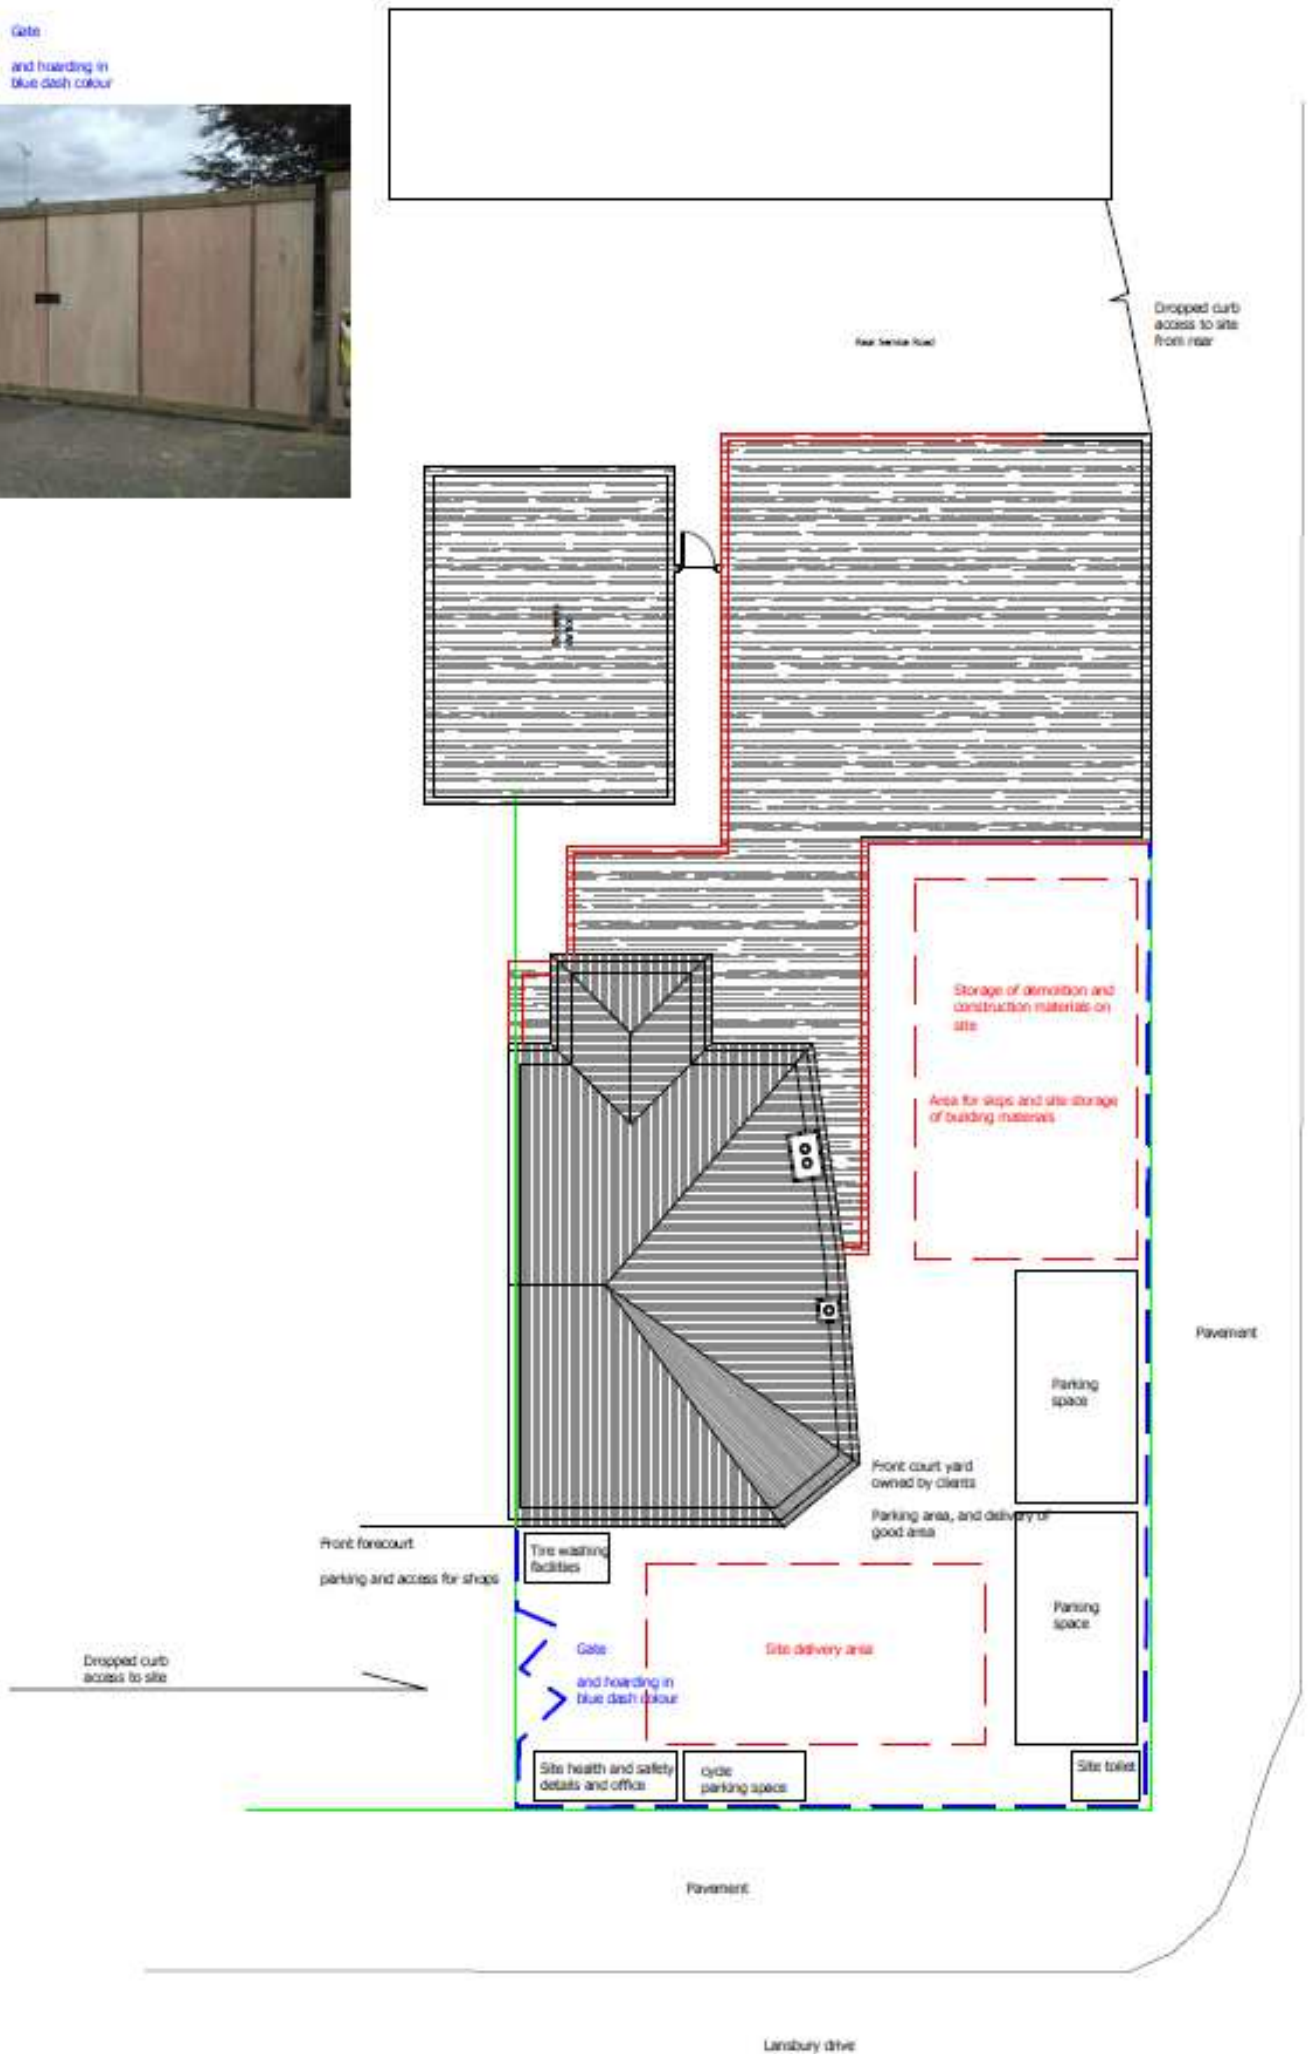 Gate
and hoarding in
blue dash colour
Dropped curb
access to site
from rear
Rear Service Road
Storage of demolition and
construction materials on
site
Area for skips and site storage
of building materials
Pavement
Parking
space
Front court yard
owned by clients
Parking area, and delivery of
good area
Front forecourt
parking and access for shops
Tire washing
facilities
Parking
space
Gate
and hoarding in
blue dash colour
Site delivery area
Dropped curb
access to site
Site health and safety
details and office
cycle
parking space
Site toilet
Pavement
Lansbury drive